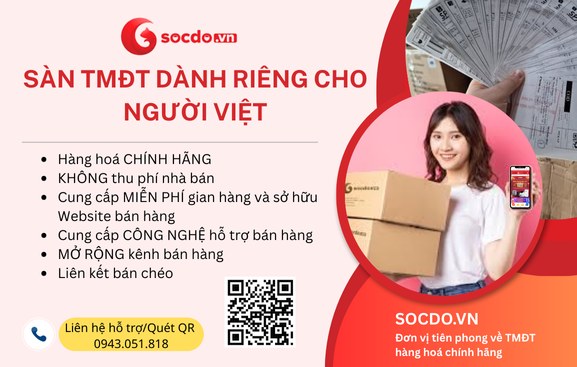 socdo.vn
SÀN TMĐT DÀNH RIÊNG CHO
NGƯỜI VIỆT
Hàng hoá CHÍNH HÃNG
KHÔNG thu phí nhà bán
Cung cấp MIỄN PHÍ gian hàng và sở hữu
Website bán hàng
Cung cấp CÔNG NGHỆ hỗ trợ bán hàng
MỞ RỘNG kênh bán hàng
Liên kết bán chéo
Liên hệ hỗ trợ/Quét QR
0943.051.818
SOCDO.VN
Đơn vị tiên phong về TMĐT
hàng hoá chính hãng